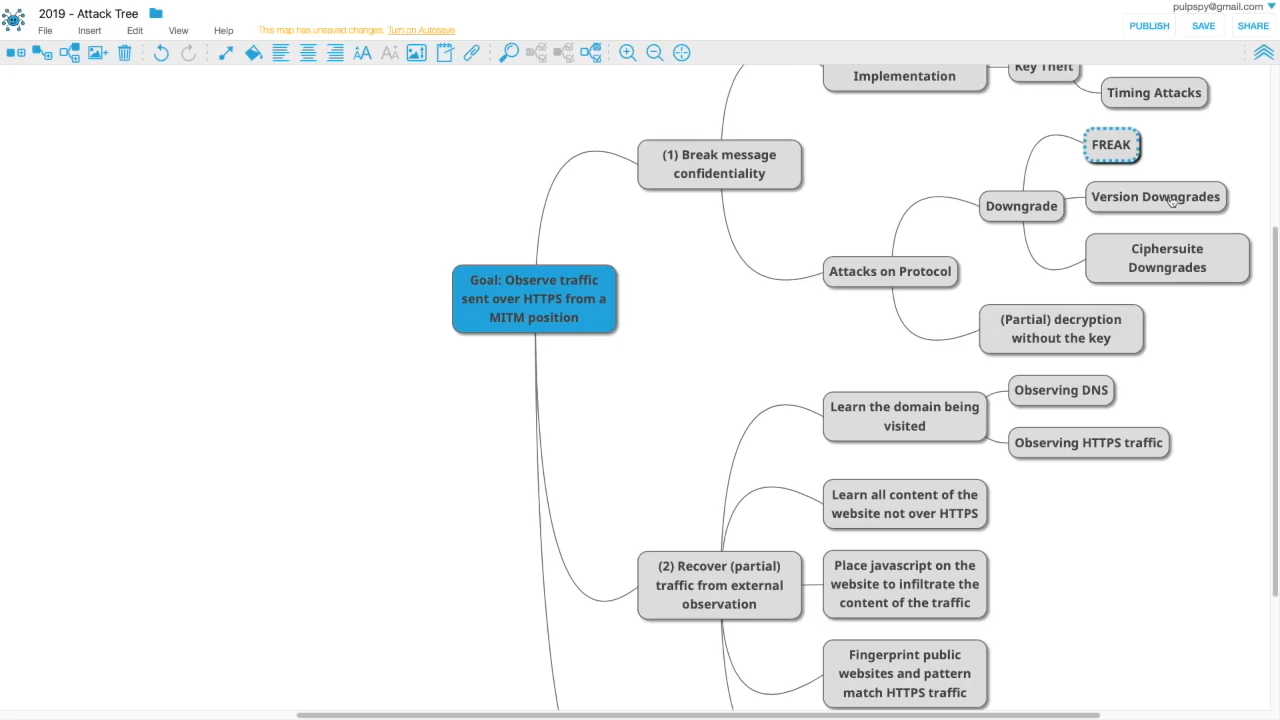 pulpspy@gmail.com
2019 - Attack Tree
File Insert Edit View Help
This map has unsaved changes. Turn on Autosave
PUBLISH SAVE SHARE
Implementation
Key Theft
Timing Attacks
(1) Break message
confidentiality
FREAK
Version Downgrades
Downgrade
Ciphersuite
Downgrades
Attacks on Protocol
(Partial) decryption
without the key
Goal: Observe traffic
sent over HTTPS from a
MITM position
Learn the domain being
visited
Observing DNS
Observing HTTPS traffic
Learn all content of the
website not over HTTPS
(2) Recover (partial)
traffic from external
observation
Place javascript on the
website to infiltrate the
content of the traffic
Fingerprint public
websites and pattern
match HTTPS traffic